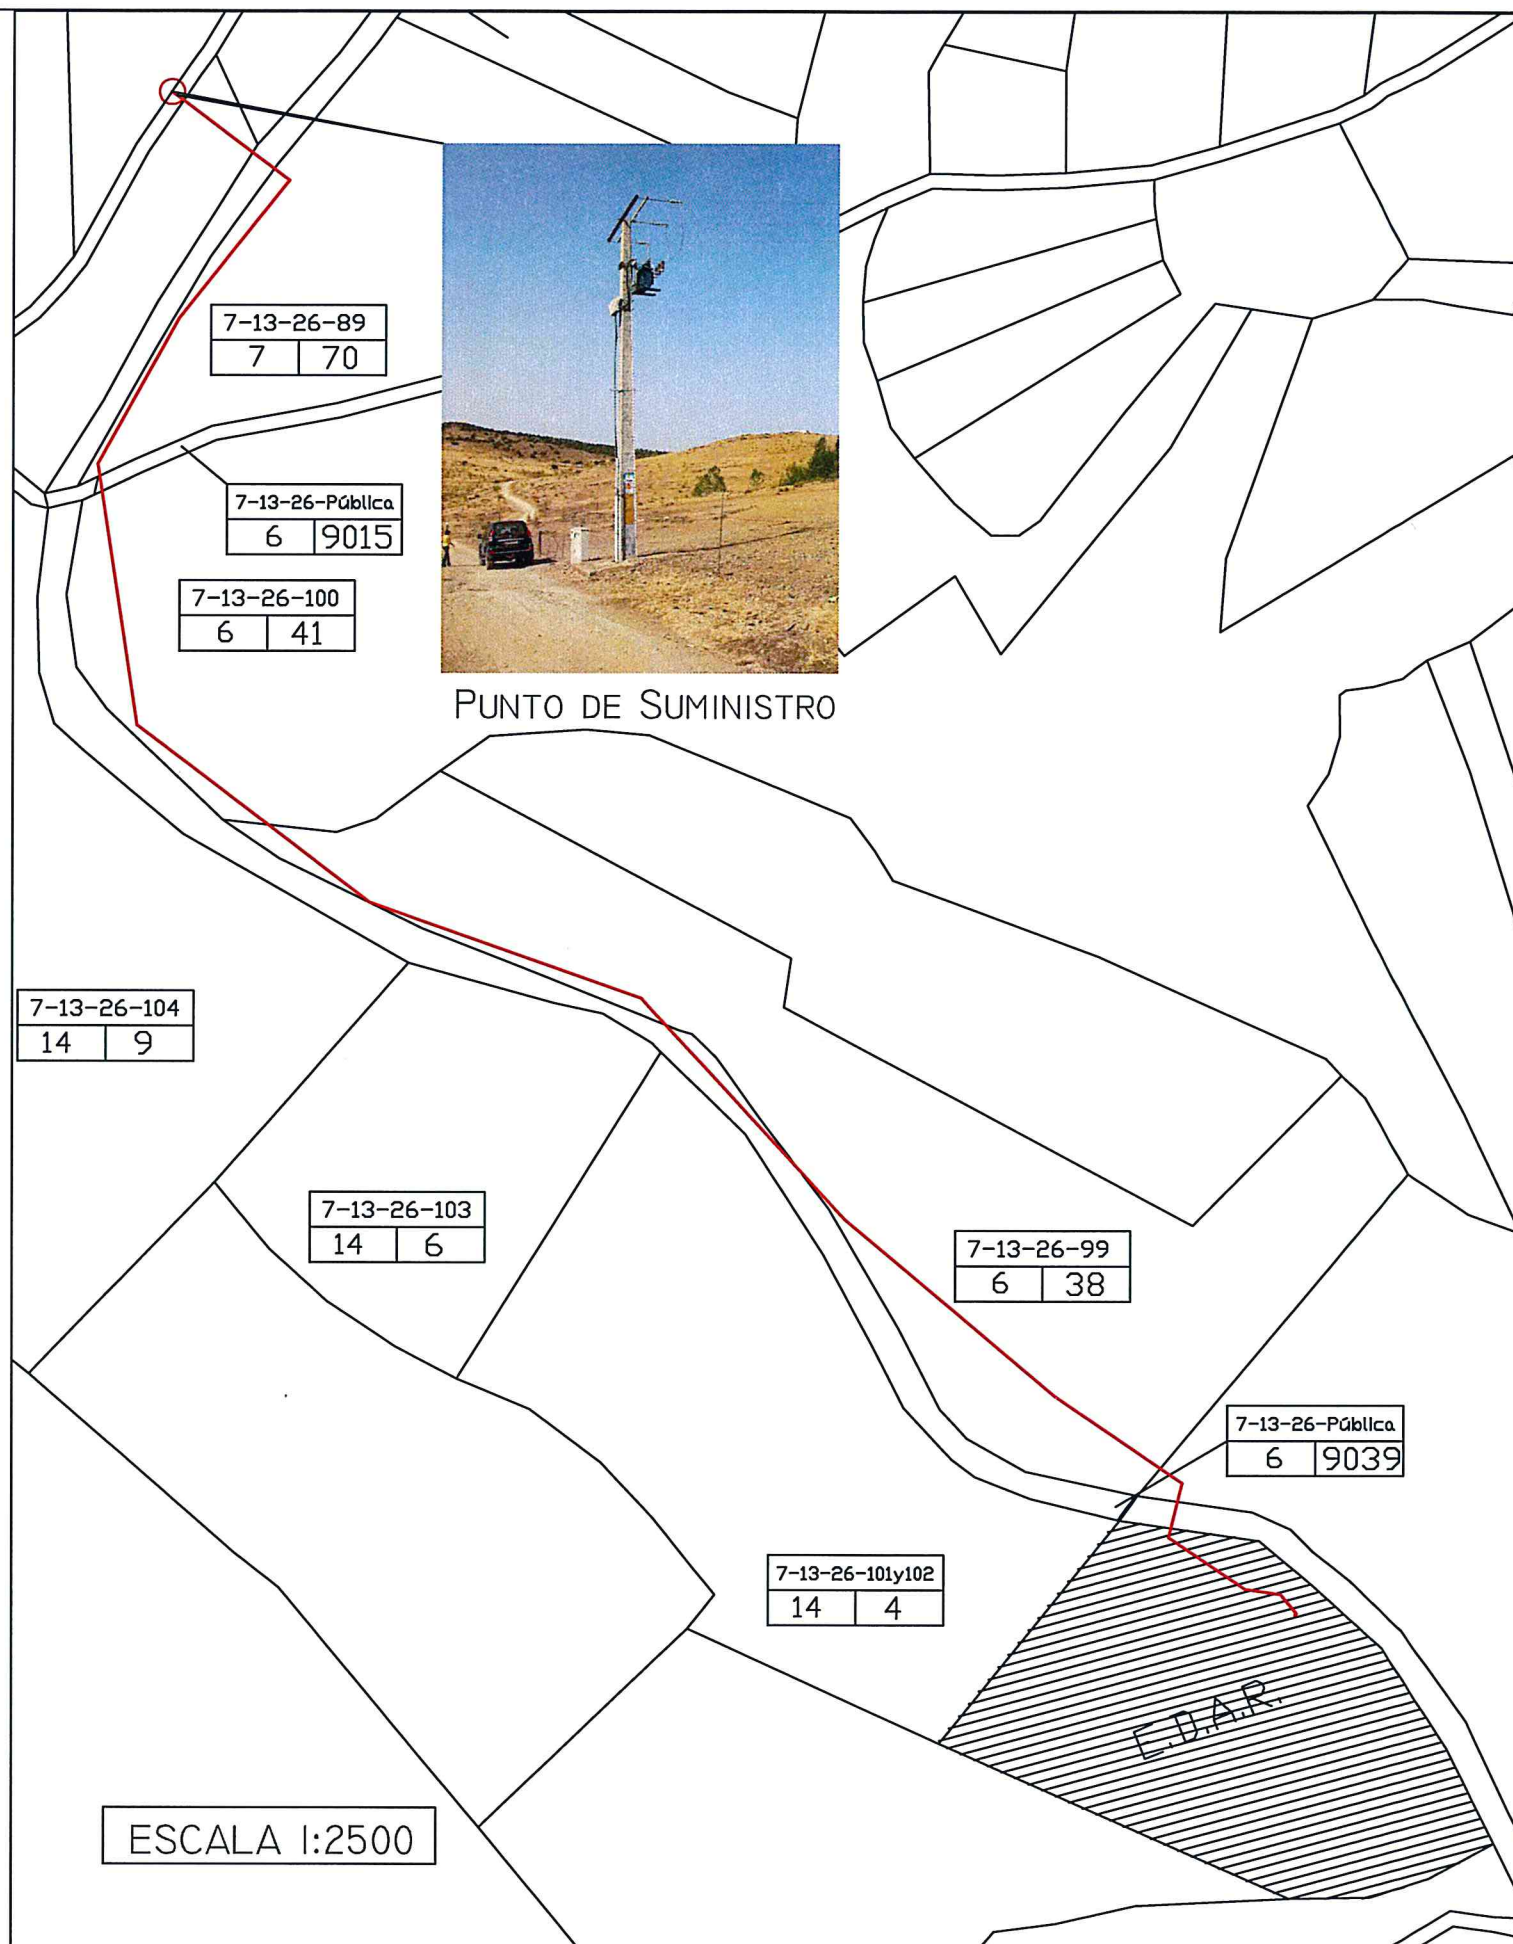 7-13-26-89
7 70
7-13-26-Pública
6 9015
7-13-26-100
6 41
PUNTO DE SUMINISTRO
7-13-26-104
14 9
7-13-26-103
14 6
7-13-26-99
6 38
7-13-26-Pública
6 9039
7-13-26-101y102
14 4
E.D.A.R.
ESCALA 1:2500